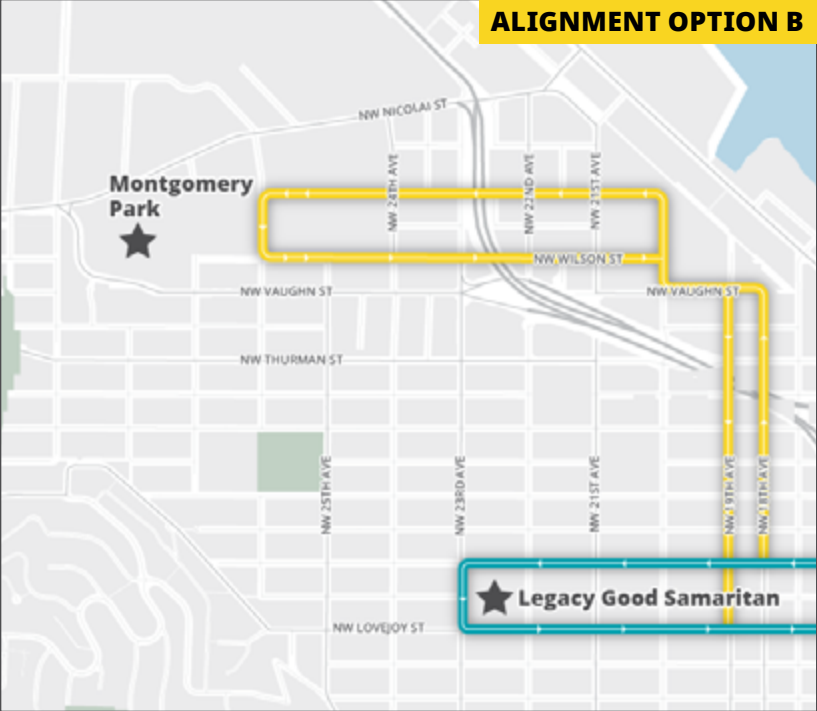 ALIGNMENT OPTION B
NW NICOLAI ST
NW 24TH AVE
NW 22ND AVE
NW 21ST AVE
Montgomery
Park
NW WILSON ST
NW VAUGHN ST
NW VAUGHN ST
NW THURMAN ST
NW 25TH AVE
NW 23RD AVE
NW 21ST AVE
NW 19TH AVE
NW 18TH AVE
Legacy Good Samaritan
NW LOVEJOY ST